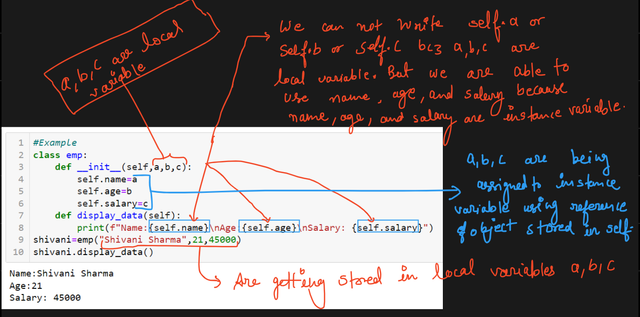 a,b,c are local
variable
We can not write self.a or
self.b or self.c bcz a,b,c are
local variable. But we are able to
use name, age, and salary because
name, age, and salary are instance variable.
1 #Example
2 class emp:
3 def __init__(self,a,b,c):
4 self.name=a
5 self.age=b
6 self.salary=c
7 def display_data(self):
8 print(f"Name:{self.name}\nAge:{self.age}\nSalary: {self.salary}")
9 shivani=emp("Shivani Sharma",21,45000)
10 shivani.display_data()
a,b,c are being
assigned to instance
variable using reference
of object stored in self.
Name:Shivani Sharma
Age:21
Salary: 45000
Are getting stored in local variables a,b,c